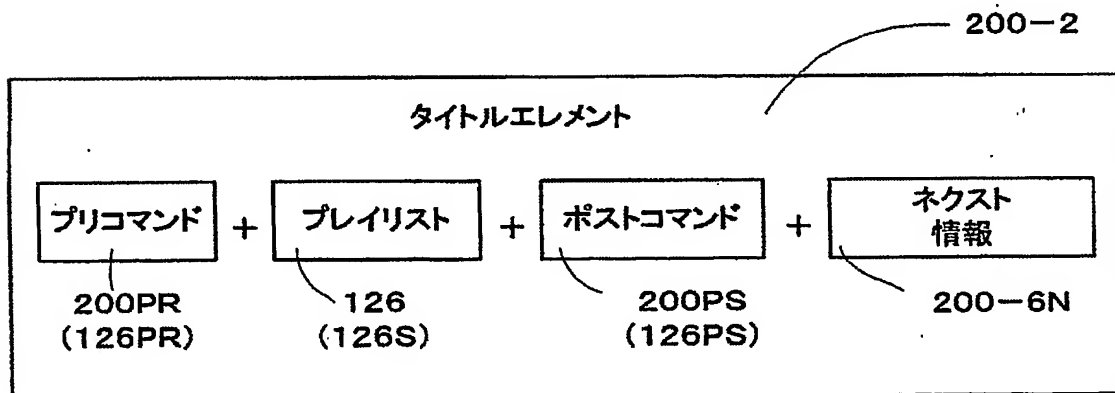 200-2
タイトルエレメント
プリコマンド + プレイリスト + ポストコマンド + ネクスト
情報
200PR 126 200PS 200-6N
(126PR) (126S) (126PS)